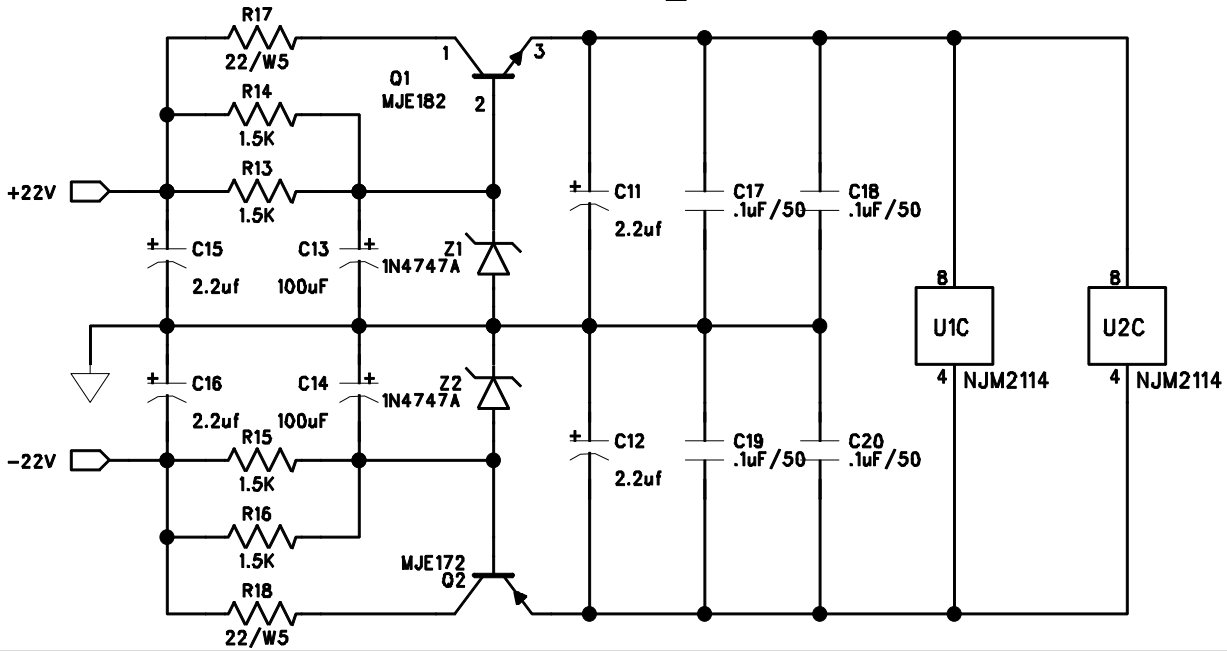 R17
22/W5
1
3
Q1
MJE182
2
R14
1.5K
R13
1.5K
+22V
C15
2.2uf
C13
100uF
Z1
1N4747A
C11
2.2uf
C17
.1uF/50
C18
.1uF/50
8
U1C
4
NJM2114
8
U2C
4
NJM2114
C16
2.2uf
C14
100uF
Z2
1N4747A
C12
2.2uf
C19
.1uF/50
C20
.1uF/50
-22V
R15
1.5K
R16
1.5K
MJE172
Q2
R18
22/W5
+
+
+
+
+
+